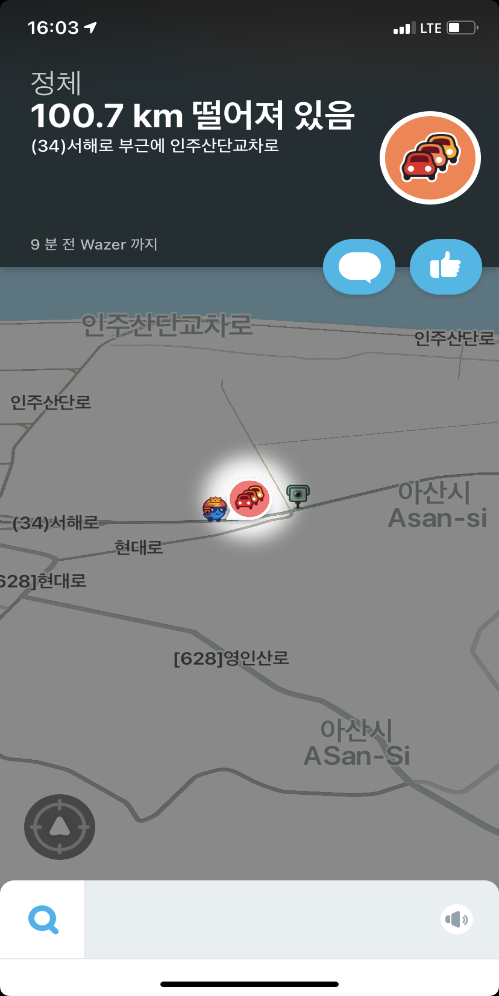 16:03
LTE
정체
100.7 km 떨어져 있음
(34)서해로 부근에 인주산단교차로
9 분 전 Wazer 까지
인주산단교차로
인주산단로
인주산단로
아산시
Asan-si
(34)서해로
현대로
628]현대로
[628]영인산로
아산시
ASan-Si